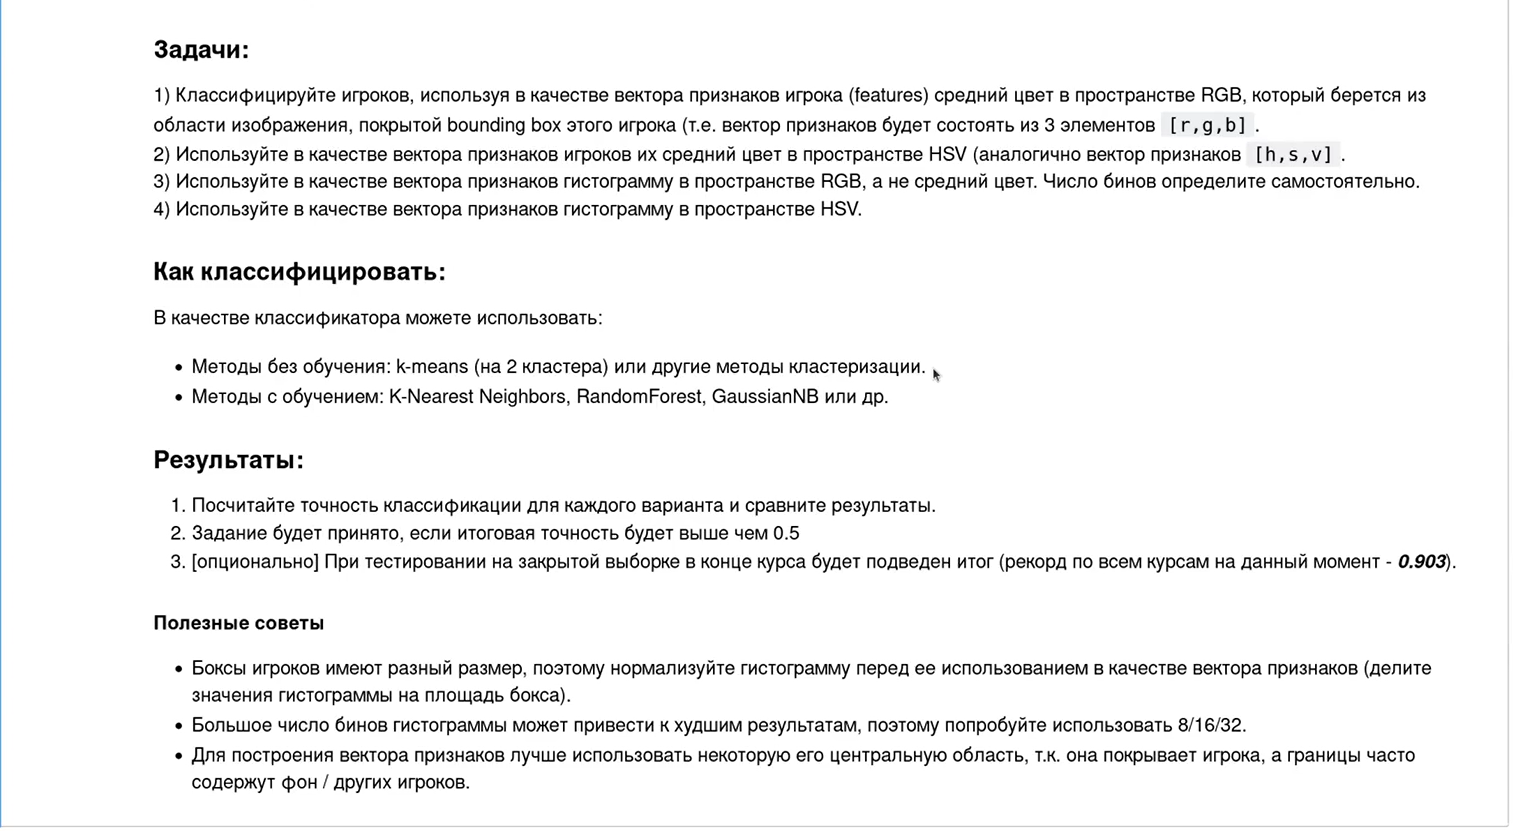 Задачи:
1) Классифицируйте игроков, используя в качестве вектора признаков игрока (features) средний цвет в пространстве RGB, который берется из
области изображения, покрытой bounding box этого игрока (т.е. вектор признаков будет состоять из 3 элементов [r,g,b] .
2) Используйте в качестве вектора признаков игроков их средний цвет в пространстве HSV (аналогично вектор признаков [h,s,v] .
3) Используйте в качестве вектора признаков гистограмму в пространстве RGB, а не средний цвет. Число бинов определите самостоятельно.
4) Используйте в качестве вектора признаков гистограмму в пространстве HSV.
Как классифицировать:
В качестве классификатора можете использовать:
• Методы без обучения: k-means (на 2 кластера) или другие методы кластеризации.
• Методы с обучением: K-Nearest Neighbors, RandomForest, GaussianNB или др.
Результаты:
1. Посчитайте точность классификации для каждого варианта и сравните результаты.
2. Задание будет принято, если итоговая точность будет выше чем 0.5
3. [опционально] При тестировании на закрытой выборке в конце курса будет подведен итог (рекорд по всем курсам на данный момент - 0.903).
Полезные советы
• Боксы игроков имеют разный размер, поэтому нормализуйте гистограмму перед ее использованием в качестве вектора признаков (делите
значения гистограммы на площадь бокса).
• Большое число бинов гистограммы может привести к худшим результатам, поэтому попробуйте использовать 8/16/32.
• Для построения вектора признаков лучше использовать некоторую его центральную область, т.к. она покрывает игрока, а границы часто
содержут фон / других игроков.